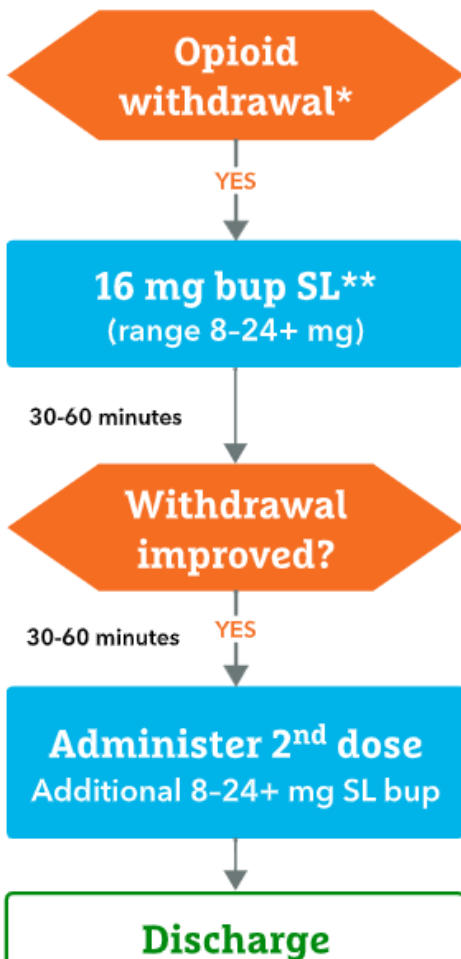 Opioid
withdrawal*
YES
16 mg bup SL**
(range 8–24+ mg)
30-60 minutes
Withdrawal
improved?
30-60 minutes
YES
Administer 2nd dose
Additional 8–24+ mg SL bup
Discharge